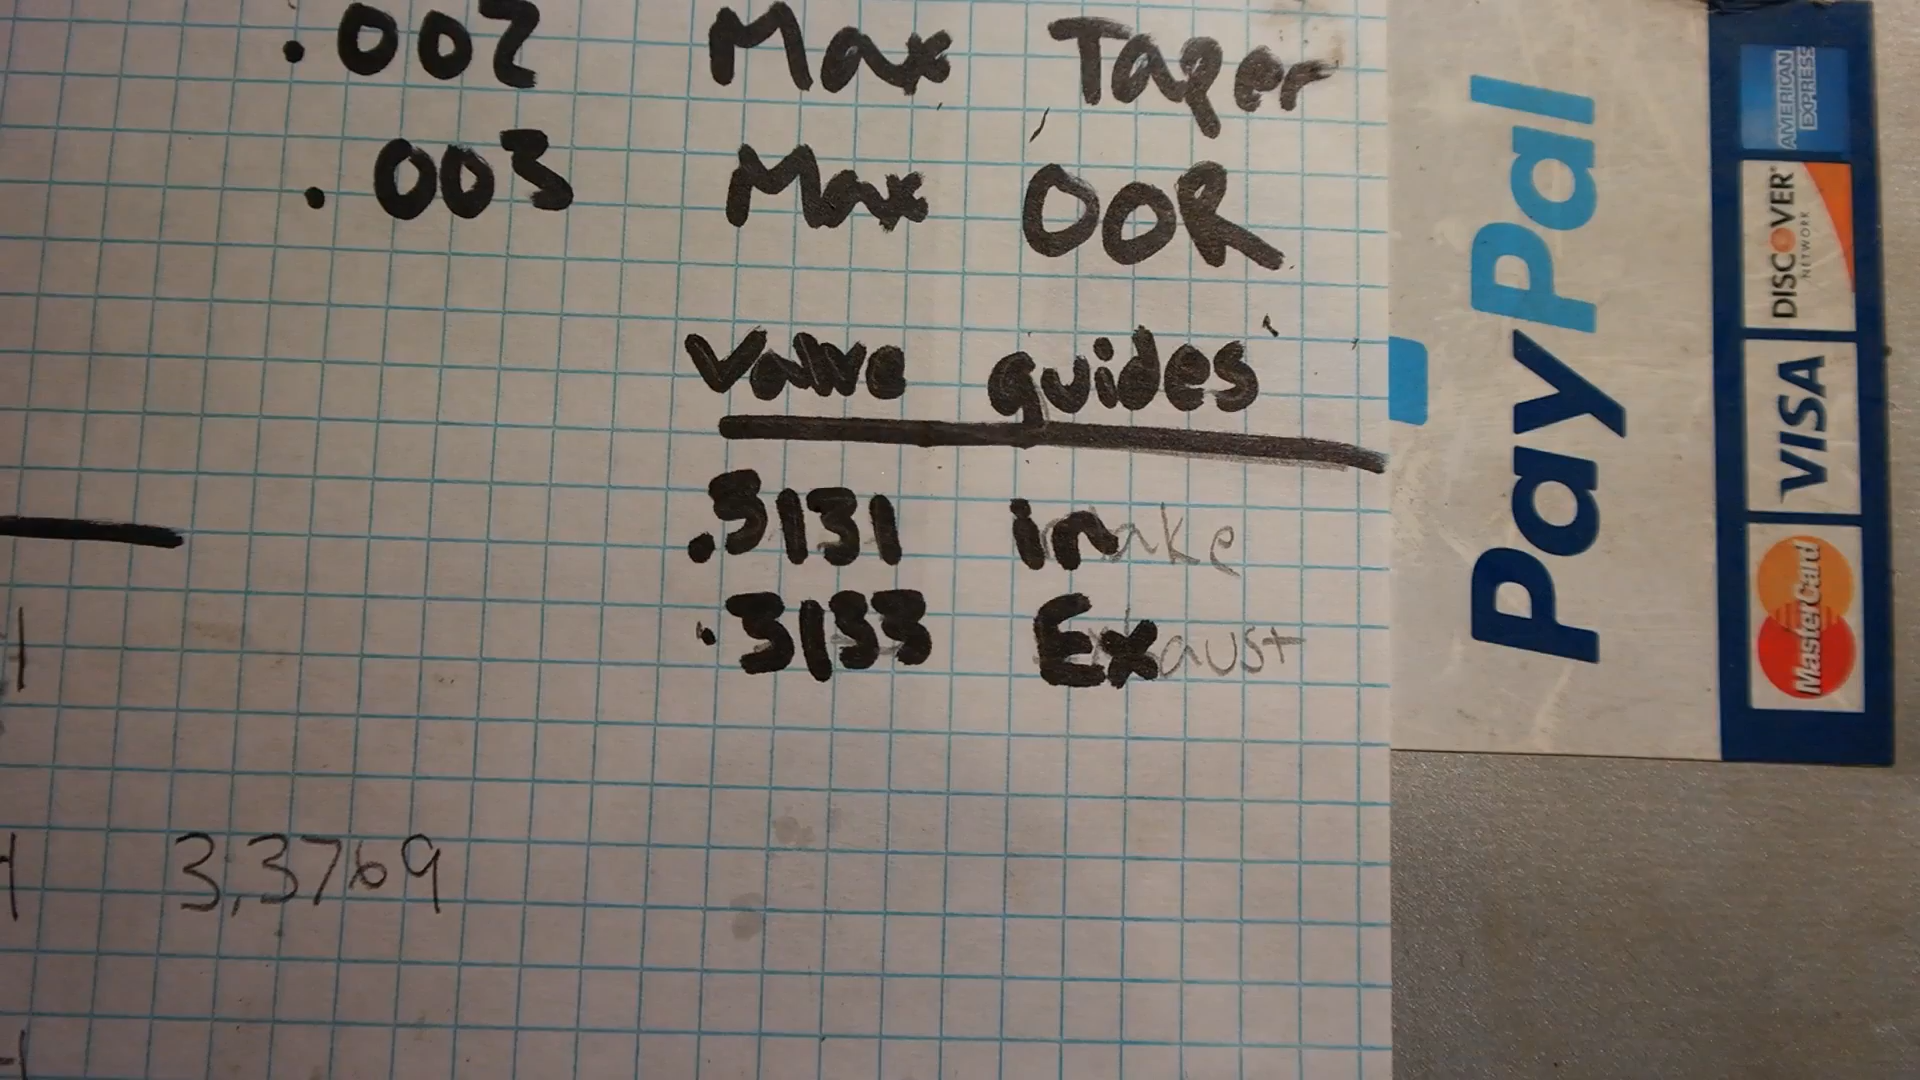 .002 Max Taper
.003 Max OOR
Valve guides
.3131 intake
.3133 Exhaust
3.3769
PayPal
AMERICAN EXPRESS
DISCOVER NETWORK
VISA
MasterCard